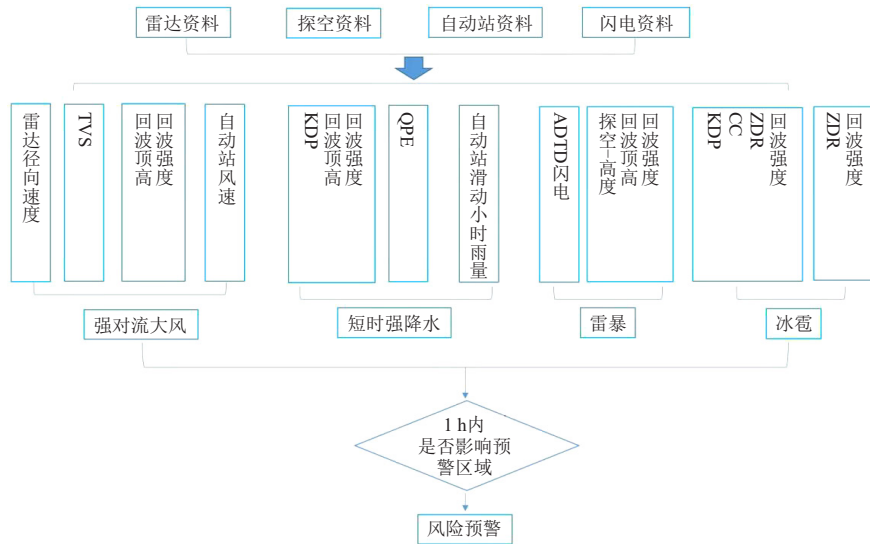 雷达资料
探空资料
自动站资料
闪电资料
雷达径向速度
TVS
回波强度
回波顶高
自动站风速
回波强度
回波顶高
KDP
QPE
自动站滑动小时雨量
ADTD闪电
回波强度
回波顶高
探空-高度
回波强度
ZDR
CC
KDP
回波强度
ZDR
强对流大风
短时强降水
雷暴
冰雹
1 h内
是否影响预
警区域
风险预警